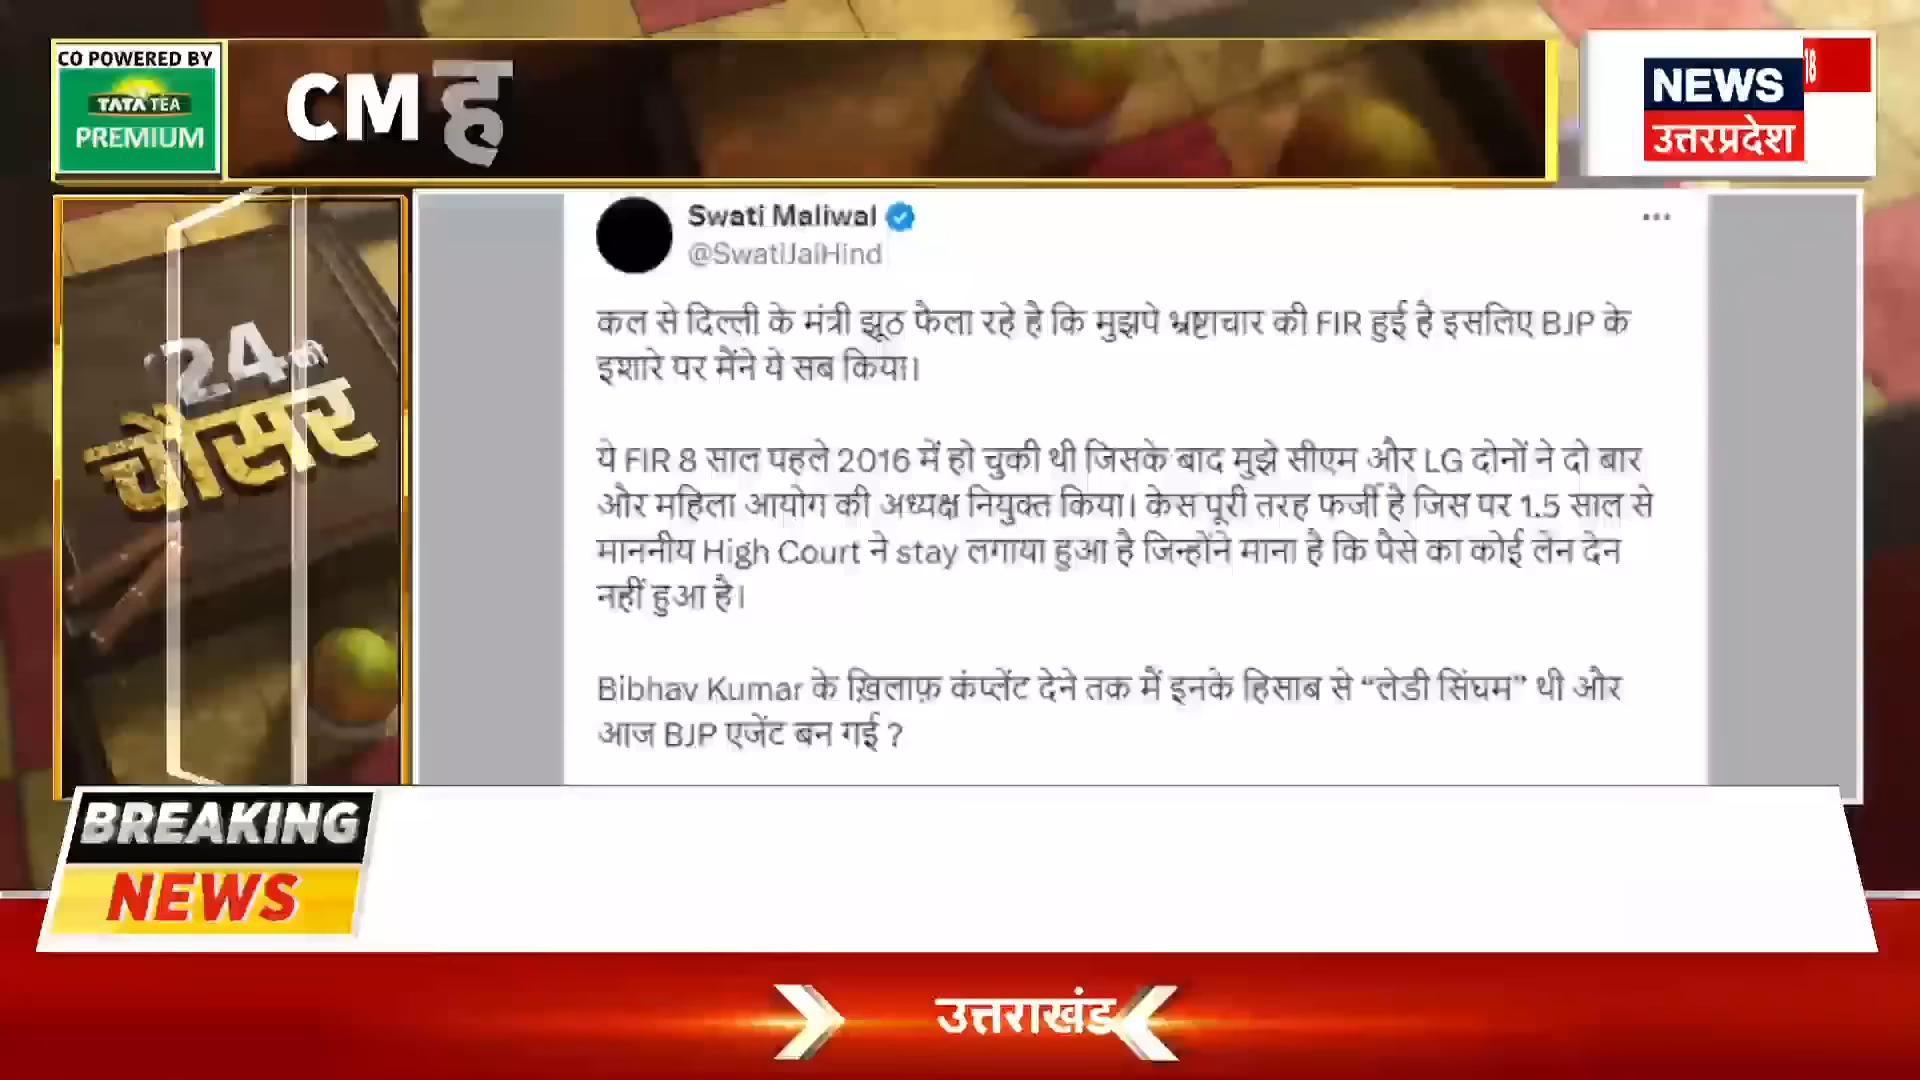 CO POWERED BY
TATA TEA
PREMIUM
CM ह
18
NEWS
उत्तरप्रदेश
24 की
चौसर
Swati Maliwal
@SwatiJaiHind
कल से दिल्ली के मंत्री झूठ फैला रहे है कि मुझपे भ्रष्टाचार की FIR हुई है इसलिए BJP के
इशारे पर मैंने ये सब किया।
ये FIR 8 साल पहले 2016 में हो चुकी थी जिसके बाद मुझे सीएम और LG दोनों ने दो बार
और महिला आयोग की अध्यक्ष नियुक्त किया। केस पूरी तरह फर्जी है जिस पर 1.5 साल से
माननीय High Court ने stay लगाया हुआ है जिन्होंने माना है कि पैसे का कोई लेन देन
नहीं हुआ है।
Bibhav Kumar के ख़िलाफ़ कंप्लेंट देने तक मैं इनके हिसाब से “लेडी सिंघम” थी और
आज BJP एजेंट बन गई ?
BREAKING
NEWS
उत्तराखंड